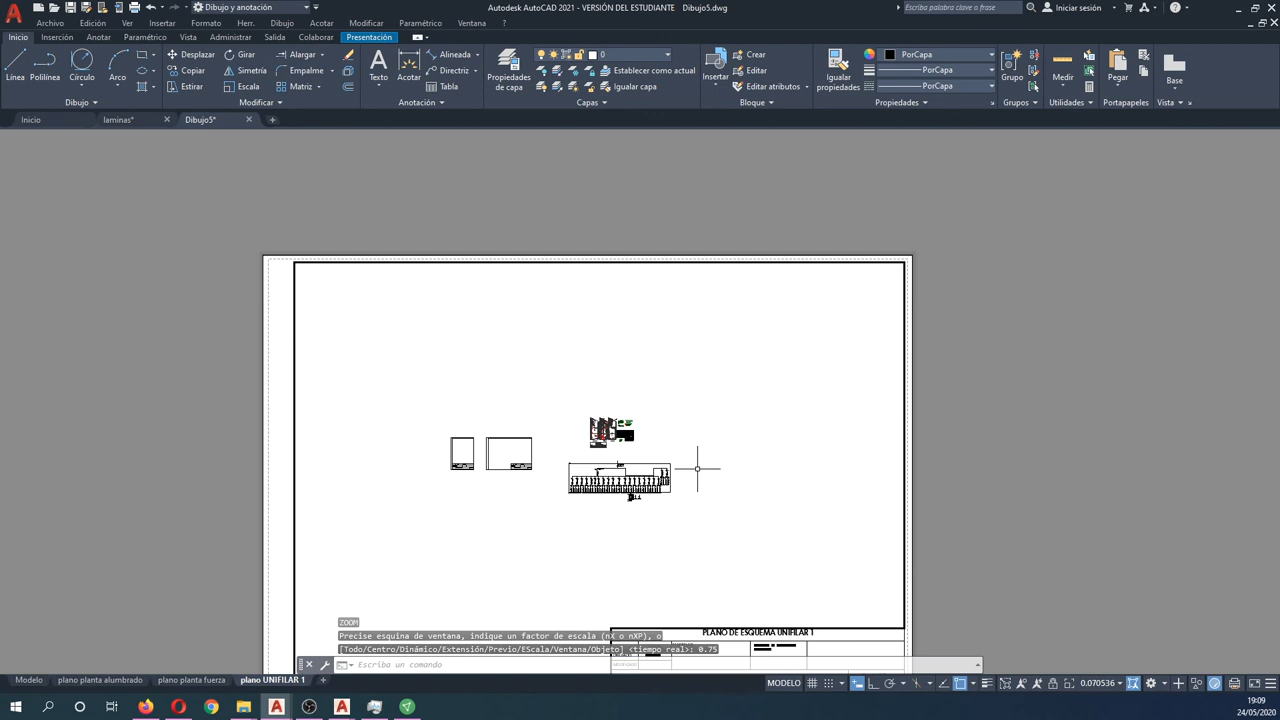 Dibujo y anotación
Autodesk AutoCAD 2021 - VERSIÓN DEL ESTUDIANTE Dibujo5.dwg
Escriba palabra clave o frase
Iniciar sesión
Archivo Edición Ver Insertar Formato Herr. Dibujo Acotar Modificar Paramétrico Ventana ?
Inicio Inserción Anotar Paramétrico Vista Administrar Salida Colaborar Presentación
Línea Polilínea Círculo Arco
Desplazar Girar Alargar
Copiar Simetría Empalme
Estirar Escala Matriz
Texto Acotar
Alineada
Directriz
Tabla
Propiedades de capa
0
Establecer como actual
Igualar capa
Insertar
Crear
Editar
Editar atributos
Igualar propiedades
PorCapa
PorCapa
PorCapa
Grupo
Medir
Pegar
Base
Dibujo Modificar Anotación Capas Bloque Propiedades Grupos Utilidades Portapapeles Vista
Inicio laminas* Dibujo5*
ZOOM
Precise esquina de ventana, indique un factor de escala (nX o nXP), o
[Todo/Centro/Dinámico/Extensión/Previo/EScala/Ventana/Objeto] <tiempo real>: 0.75
PLANO DE ESQUEMA UNIFILAR 1
Escriba un comando
Modelo plano planta alumbrado plano planta fuerza plano UNIFILAR 1
MODELO
0.070536
19:09
24/05/2020